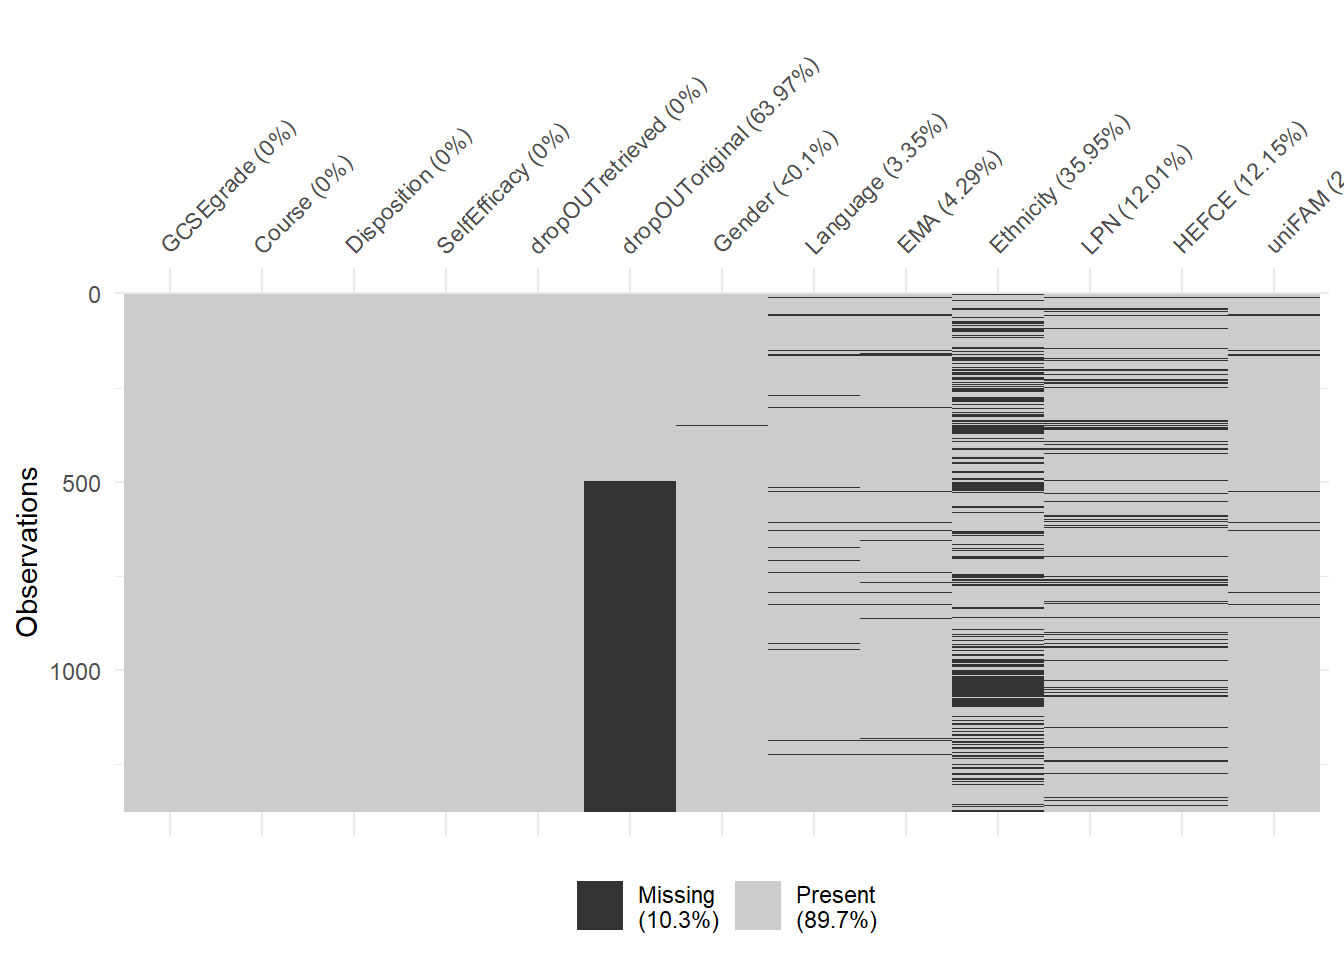 GCSEgrade (0%)
Course (0%)
Disposition (0%)
SelfEfficacy (0%)
dropOUTretrieved (0%)
dropOUToriginal (63.97%)
Gender (<0.1%)
Language (3.35%)
EMA (4.29%)
Ethnicity (35.95%)
LPN (12.01%)
HEFCE (12.15%)
uniFAM (2
0
500
1000
Observations
Missing
(10.3%)
Present
(89.7%)